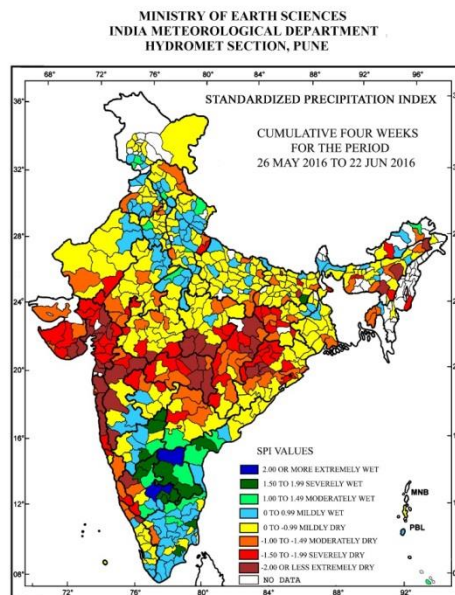 MINISTRY OF EARTH SCIENCES
INDIA METEOROLOGICAL DEPARTMENT
HYDROMET SECTION, PUNE
68° 72° 76° 80° 84° 88° 92° 96°
STANDARDIZED PRECIPITATION INDEX
CUMULATIVE FOUR WEEKS
FOR THE PERIOD
26 MAY 2016 TO 22 JUN 2016
36°
32°
28°
24°
20°
16°
12°
08°
SPI VALUES
2.00 OR MORE EXTREMELY WET
1.50 TO 1.99 SEVERELY WET
1.00 TO 1.49 MODERATELY WET
0 TO 0.99 MILDLY WET
0 TO -0.99 MILDLY DRY
-1.00 TO -1.49 MODERATELY DRY
-1.50 TO -1.99 SEVERELY DRY
-2.00 OR LESS EXTREMELY DRY
NO DATA
MNB
PBL
72° 76° 80° 84° 88° 92°